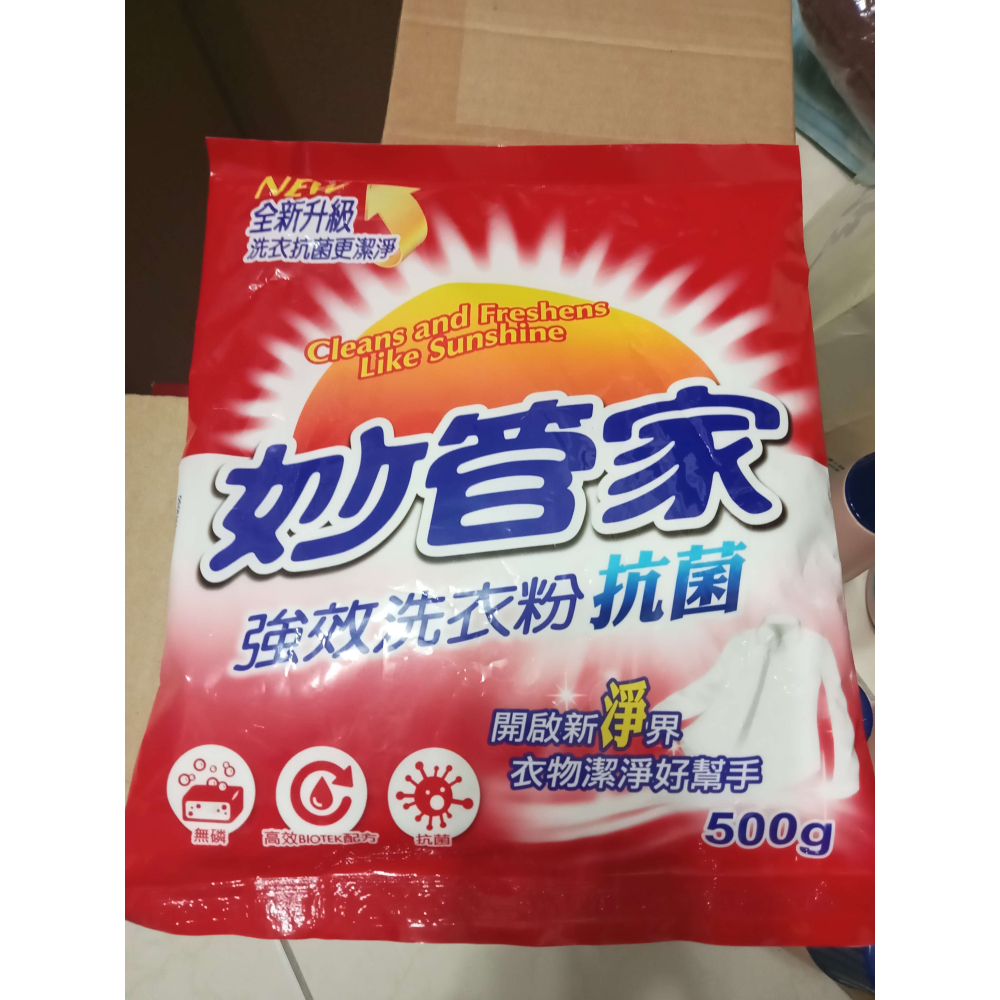 NEW
全新升級
洗衣抗菌更潔淨
Cleans and Freshens
Like Sunshine
妙管家
強效洗衣粉 抗菌
開啟新淨界
衣物潔淨好幫手
無磷
高效BIOTEK配方
抗菌
500g